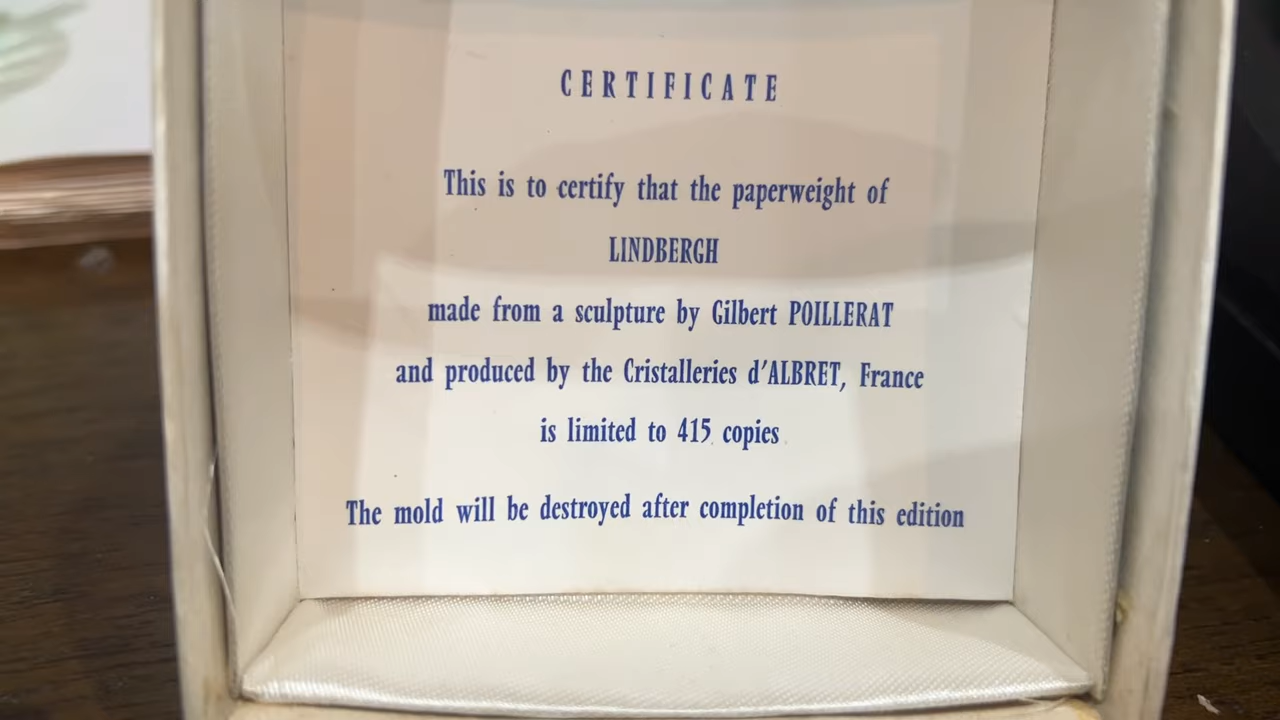 CERTIFICATE
This is to certify that the paperweight of
LINDBERGH
made from a sculpture by Gilbert POILLERAT
and produced by the Cristalleries d'ALBRET, France
is limited to 415 copies
The mold will be destroyed after completion of this edition